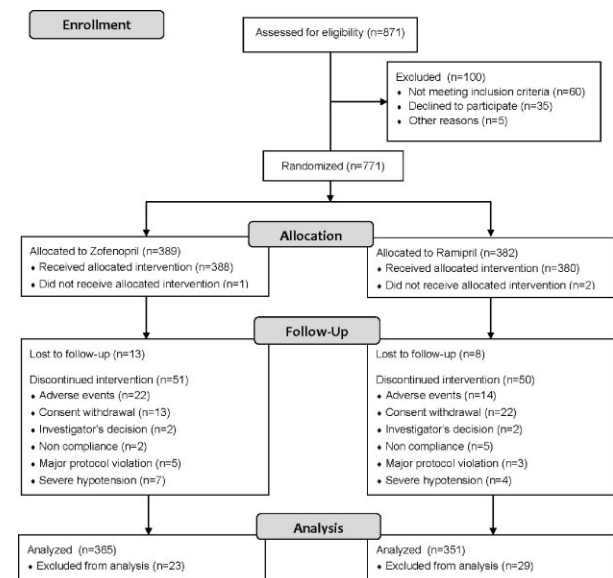 Enrollment
Assessed for eligibility (n=871)
Excluded (n=100)
⬥ Not meeting inclusion criteria (n=60)
⬥ Declined to participate (n=35)
⬥ Other reasons (n=5)
Randomized (n=771)
Allocation
Allocated to Zofenopril (n=389)
⬥ Received allocated intervention (n=388)
⬥ Did not receive allocated intervention (n=1)
Allocated to Ramipril (n=382)
⬥ Received allocated intervention (n=380)
⬥ Did not receive allocated intervention (n=2)
Follow-Up
Lost to follow-up (n=13)
Discontinued intervention (n=51)
⬥ Adverse events (n=22)
⬥ Consent withdrawal (n=13)
⬥ Investigator's decision (n=2)
⬥ Non compliance (n=2)
⬥ Major protocol violation (n=5)
⬥ Severe hypotension (n=7)
Lost to follow-up (n=8)
Discontinued intervention (n=50)
⬥ Adverse events (n=14)
⬥ Consent withdrawal (n=22)
⬥ Investigator's decision (n=2)
⬥ Non compliance (n=5)
⬥ Major protocol violation (n=3)
⬥ Severe hypotension (n=4)
Analysis
Analyzed (n=365)
⬥ Excluded from analysis (n=23)
Analyzed (n=351)
⬥ Excluded from analysis (n=29)